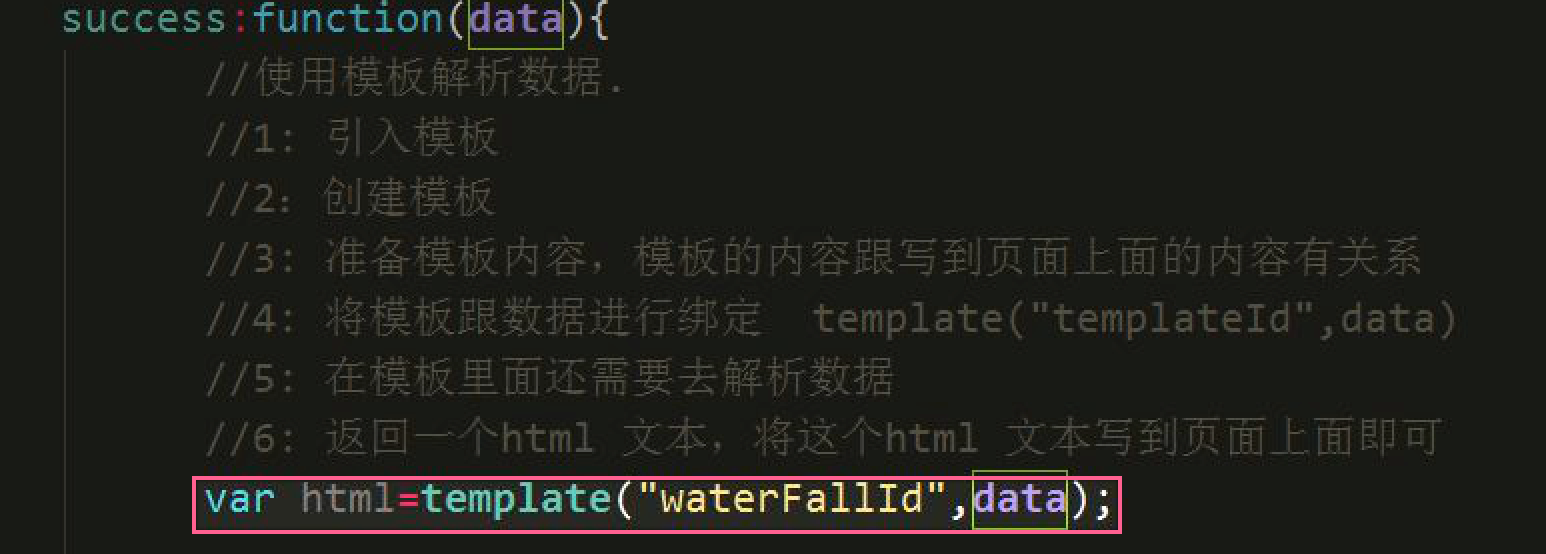 success:function(data){
//使用模板解析数据.
//1: 引入模板
//2: 创建模板
//3: 准备模板内容，模板的内容跟写到页面上面的内容有关系
//4: 将模板跟数据进行绑定  template("templateId",data)
//5: 在模板里面还需要去解析数据
//6: 返回一个html 文本，将这个html 文本写到页面上面即可
var html=template("waterFallId",data);